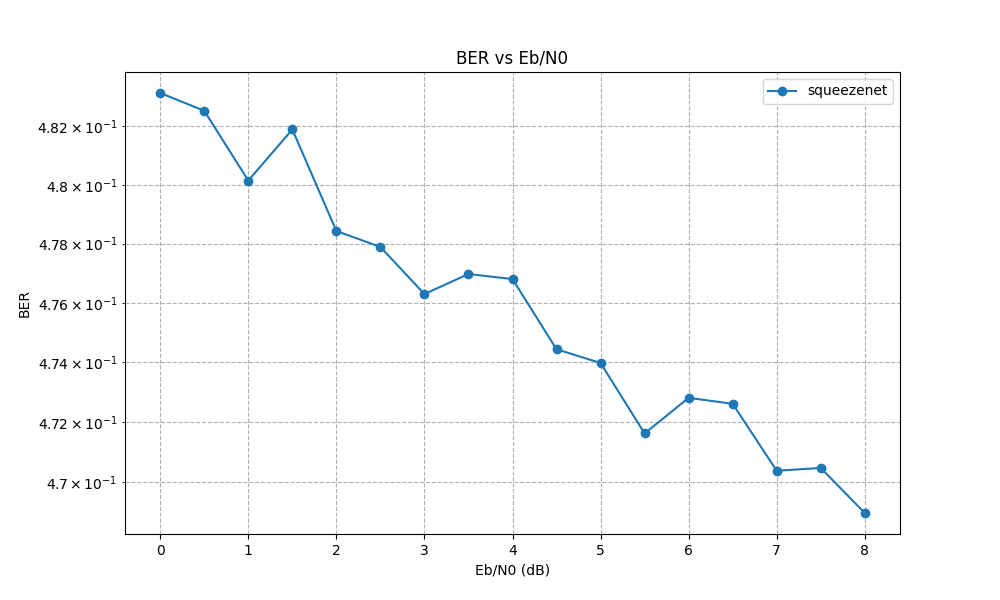 BER vs Eb/N0
squeezenet
BER
4.82 × 10⁻¹
4.8 × 10⁻¹
4.78 × 10⁻¹
4.76 × 10⁻¹
4.74 × 10⁻¹
4.72 × 10⁻¹
4.7 × 10⁻¹
0 1 2 3 4 5 6 7 8
Eb/N0 (dB)